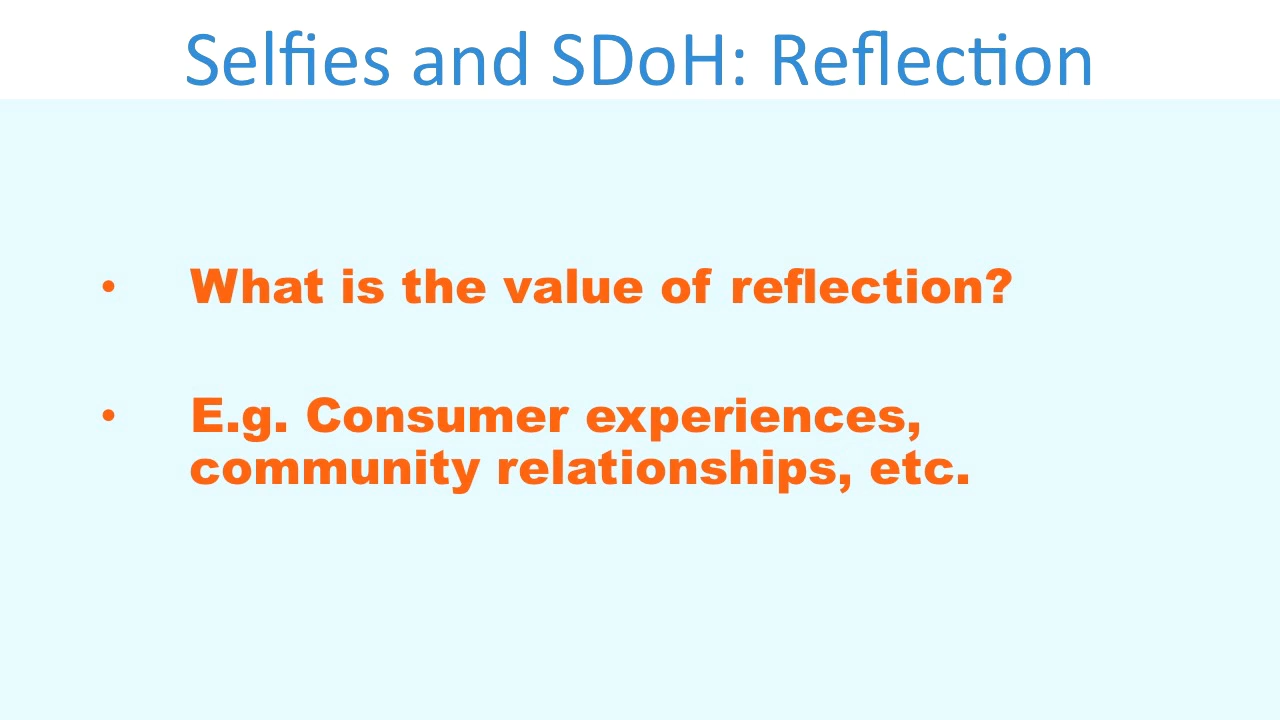 Selfies and SDoH: Reflection
• What is the value of reflection?
• E.g. Consumer experiences,
community relationships, etc.